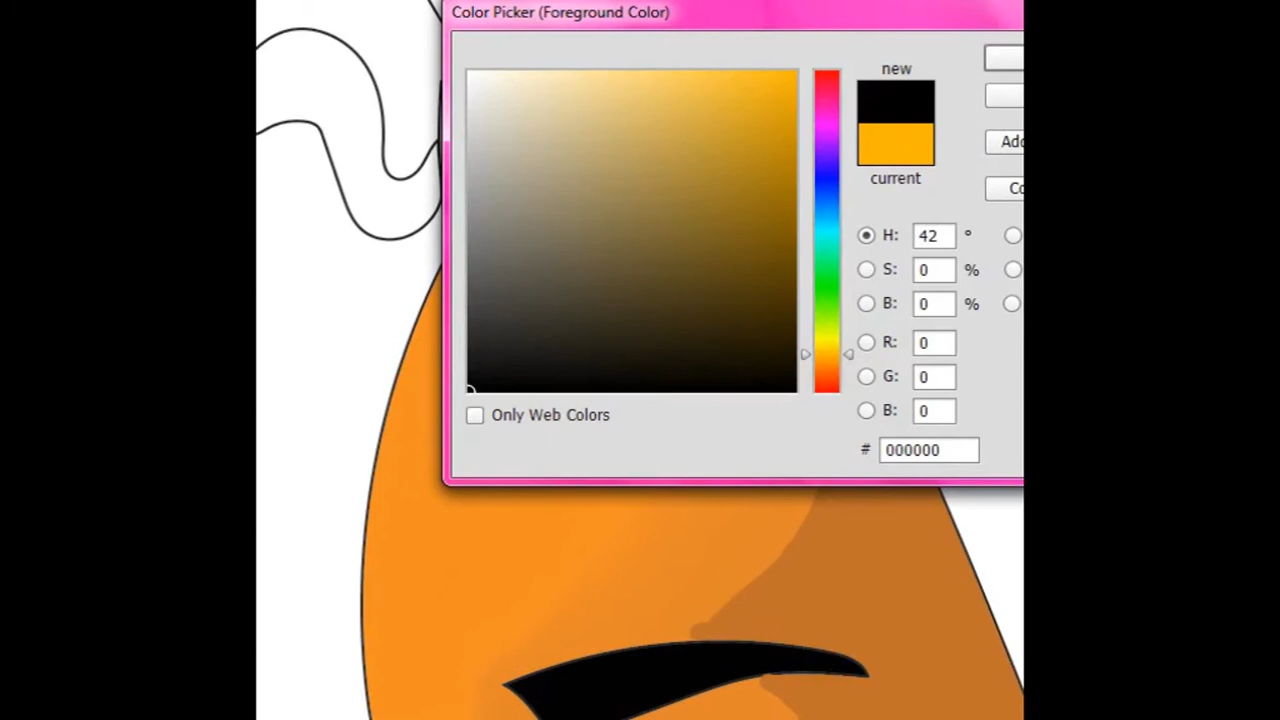 Color Picker (Foreground Color)
new
current
Add
Co
H: 42 °
S: 0 %
B: 0 %
R: 0
G: 0
B: 0
# 000000
Only Web Colors